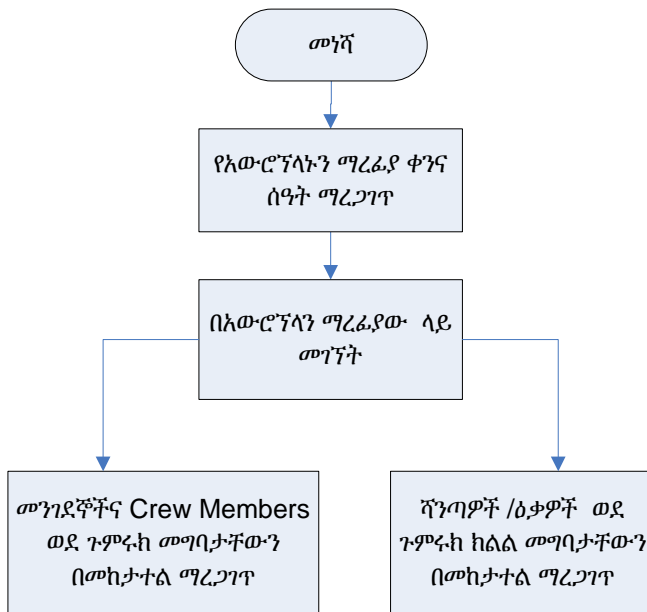 መነሻ
የአውሮፕላኑን ማረፊያ ቀንና
ሰዓት ማረጋገጥ
በአውሮፕላን ማረፊያው ላይ
መገኘት
መንገደኞችና Crew Members
ወደ ጉምሩክ መግባታቸውን
በመከታተል ማረጋገጥ
ሻንጣዎች /ዕቃዎች ወደ
ጉምሩክ ክልል መግባታቸውን
በመከታተል ማረጋገጥ